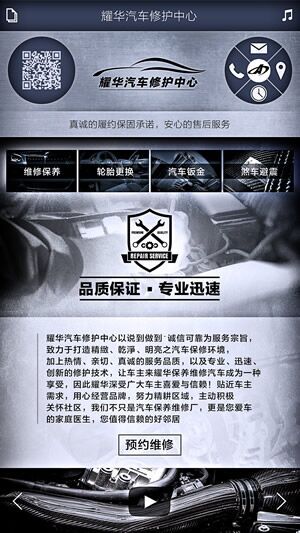 耀华汽车修护中心
耀华汽车修护中心
真诚的履约保固承诺，安心的售后服务
维修保养
轮胎更换
汽车钣金
煞车避震
PREMIUM QUALITY
REPAIR SERVICE
品质保证·专业迅速
耀华汽车修护中心以说到做到·诚信可靠为服务宗旨，
致力于打造精緻、乾淨、明亮之汽车保修环境，
加上热情、亲切、真诚的服务品质，以及专业、迅速、
创新的修护技术，让车主来耀华保养维修汽车成为一种
享受，因此耀华深受广大车主喜爱与信赖！贴近车主
需求，用心经营品牌，努力精耕区域，主动积极
关怀社区，我们不是汽车保养维修厂，更是您爱车
的家庭医生，您值得信赖的好邻居
预约维修